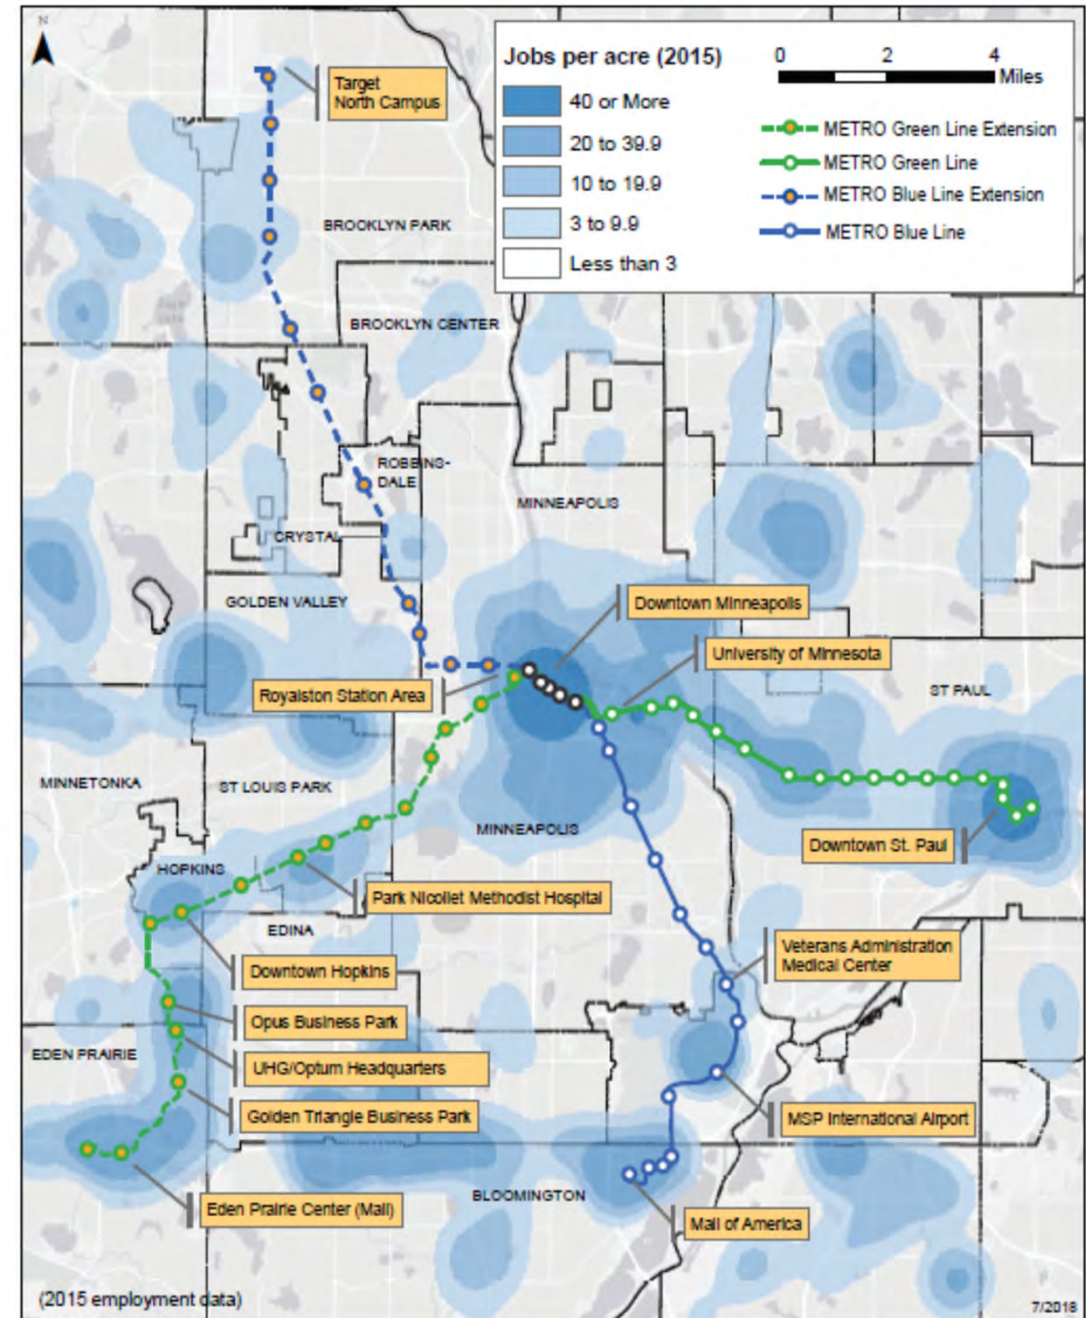 N
Jobs per acre (2015)
40 or More
20 to 39.9
10 to 19.9
3 to 9.9
Less than 3
0 2 4
Miles
METRO Green Line Extension
METRO Green Line
METRO Blue Line Extension
METRO Blue Line
Target
North Campus
BROOKLYN PARK
BROOKLYN CENTER
ROBBINS-
DALE
MINNEAPOLIS
CRYSTAL
GOLDEN VALLEY
Downtown Minneapolis
University of Minnesota
Royalston Station Area
ST PAUL
MINNETONKA
ST LOUIS PARK
MINNEAPOLIS
Downtown St. Paul
HOPKINS
Park Nicollet Methodist Hospital
EDINA
Veterans Administration
Medical Center
Downtown Hopkins
Opus Business Park
EDEN PRAIRIE
UHG/Optum Headquarters
Golden Triangle Business Park
MSP International Airport
BLOOMINGTON
Eden Prairie Center (Mall)
Mall of America
(2015 employment data)
7/2018